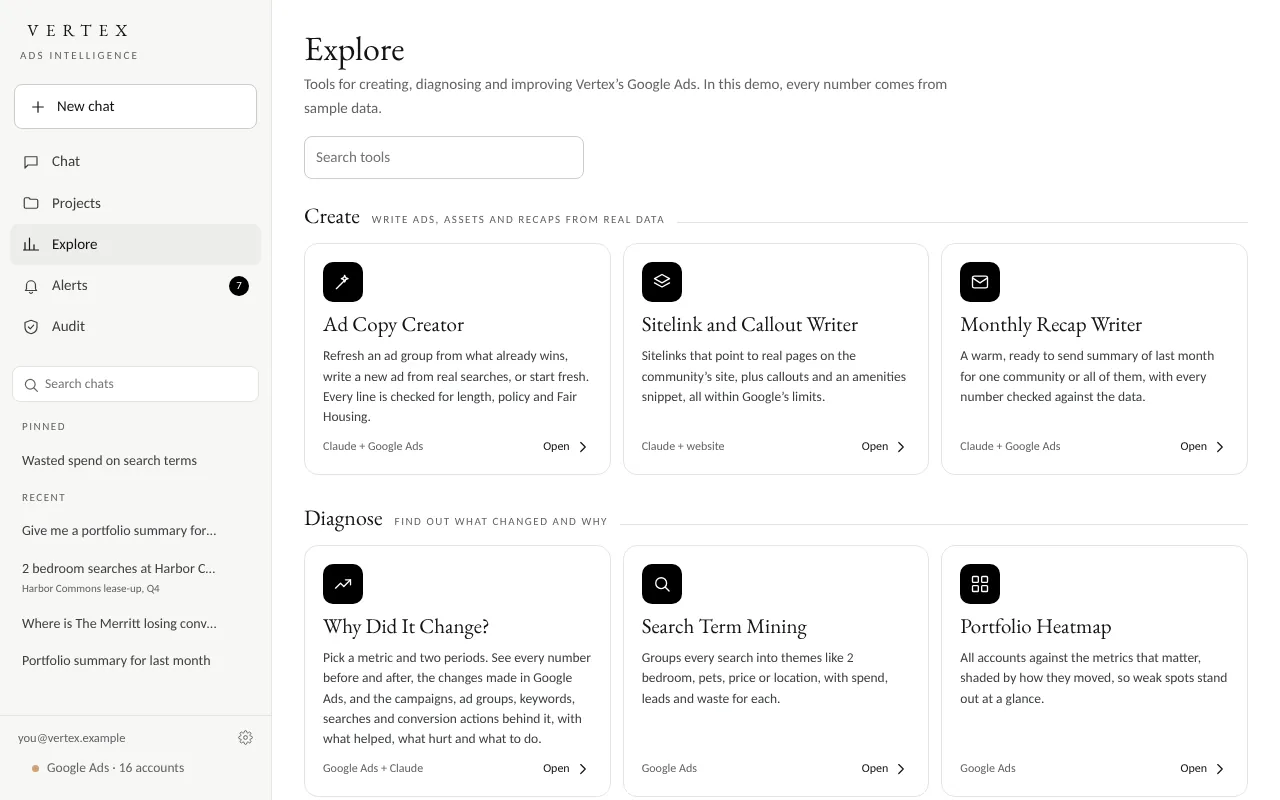 VERTEX
ADS INTELLIGENCE
New chat
Chat
Projects
Explore
Alerts
7
Audit
Search chats
PINNED
Wasted spend on search terms
RECENT
Give me a portfolio summary for...
2 bedroom searches at Harbor C...
Harbor Commons lease-up, Q4
Where is The Merritt losing conv...
Portfolio summary for last month
you@vertex.example
Google Ads · 16 accounts
Explore
Tools for creating, diagnosing and improving Vertex’s Google Ads. In this demo, every number comes from
sample data.
Search tools
Create
WRITE ADS, ASSETS AND RECAPS FROM REAL DATA
Ad Copy Creator
Refresh an ad group from what already wins,
write a new ad from real searches, or start fresh.
Every line is checked for length, policy and Fair
Housing.
Claude + Google Ads
Open
Sitelink and Callout Writer
Sitelinks that point to real pages on the
community’s site, plus callouts and an amenities
snippet, all within Google’s limits.
Claude + website
Open
Monthly Recap Writer
A warm, ready to send summary of last month
for one community or all of them, with every
number checked against the data.
Claude + Google Ads
Open
Diagnose
FIND OUT WHAT CHANGED AND WHY
Why Did It Change?
Pick a metric and two periods. See every number
before and after, the changes made in Google
Ads, and the campaigns, ad groups, keywords,
searches and conversion actions behind it, with
what helped, what hurt and what to do.
Google Ads + Claude
Open
Search Term Mining
Groups every search into themes like 2
bedroom, pets, price or location, with spend,
leads and waste for each.
Google Ads
Open
Portfolio Heatmap
All accounts against the metrics that matter,
shaded by how they moved, so weak spots stand
out at a glance.
Google Ads
Open